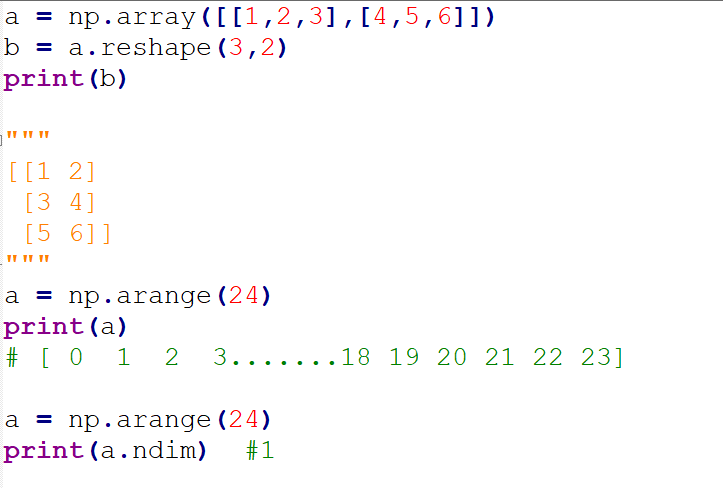 a = np.array([[1,2,3],[4,5,6]])
b = a.reshape(3,2)
print(b)
"""
[[1 2]
 [3 4]
 [5 6]]
"""
a = np.arange(24)
print(a)
# [ 0  1  2  3.......18 19 20 21 22 23]
a = np.arange(24)
print(a.ndim)  #1